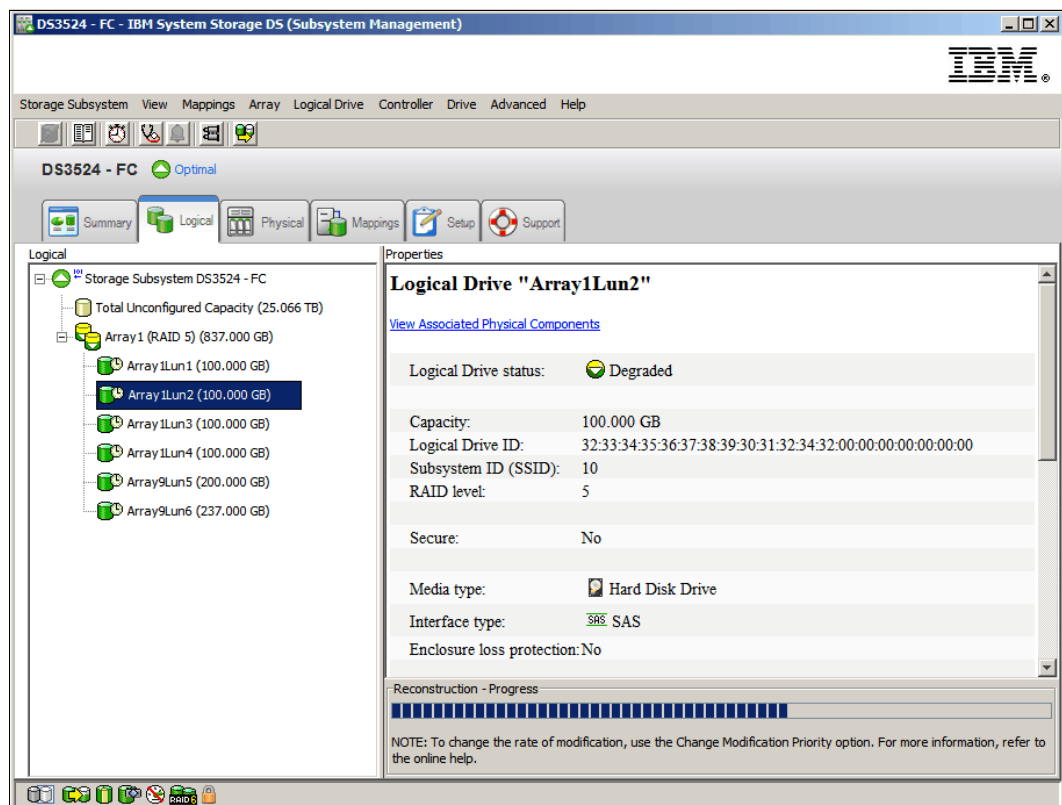 DS3524 - FC - IBM System Storage DS (Subsystem Management)
IBM®
Storage Subsystem View Mappings Array Logical Drive Controller Drive Advanced Help
DS3524 - FC Optimal
Summary Logical Physical Mappings Setup Support
Logical
Storage Subsystem DS3524 - FC
Total Unconfigured Capacity (25.066 TB)
Array1 (RAID 5) (837.000 GB)
Array1Lun1 (100.000 GB)
Array1Lun2 (100.000 GB)
Array1Lun3 (100.000 GB)
Array1Lun4 (100.000 GB)
Array9Lun5 (200.000 GB)
Array9Lun6 (237.000 GB)
Properties
Logical Drive "Array1Lun2"
View Associated Physical Components
Logical Drive status: Degraded
Capacity: 100.000 GB
Logical Drive ID: 32:33:34:35:36:37:38:39:30:31:32:34:32:00:00:00:00:00:00:00
Subsystem ID (SSID): 10
RAID level: 5
Secure: No
Media type: Hard Disk Drive
Interface type: SAS SAS
Enclosure loss protection: No
Reconstruction - Progress
NOTE: To change the rate of modification, use the Change Modification Priority option. For more information, refer to
the online help.
RAID 6